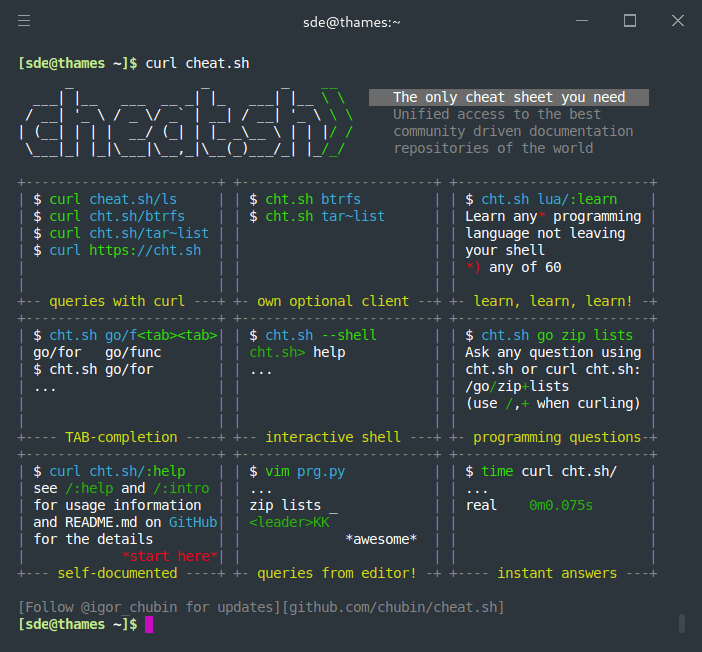 sde@thames:~
[sde@thames ~]$ curl cheat.sh
cheat.sh
The only cheat sheet you need
Unified access to the best
community driven documentation
repositories of the world
$ curl cheat.sh/ls
$ curl cht.sh/btrfs
$ curl cht.sh/tar~list
$ curl https://cht.sh
queries with curl
$ cht.sh btrfs
$ cht.sh tar~list
own optional client
$ cht.sh lua/:learn
Learn any* programming
language not leaving
your shell
*) any of 60
learn, learn, learn!
$ cht.sh go/f<tab><tab>
go/for   go/func
$ cht.sh go/for
...
TAB-completion
$ cht.sh --shell
cht.sh> help
...
interactive shell
$ cht.sh go zip lists
Ask any question using
cht.sh or curl cht.sh:
/go/zip+lists
(use /,+ when curling)
programming questions
$ curl cht.sh/:help
see /:help and /:intro
for usage information
and README.md on GitHub
for the details
*start here*
self-documented
$ vim prg.py
...
zip lists _
<leader>KK
*awesome*
queries from editor!
$ time curl cht.sh/
...
real    0m0.075s
instant answers
[Follow @igor_chubin for updates][github.com/chubin/cheat.sh]
[sde@thames ~]$